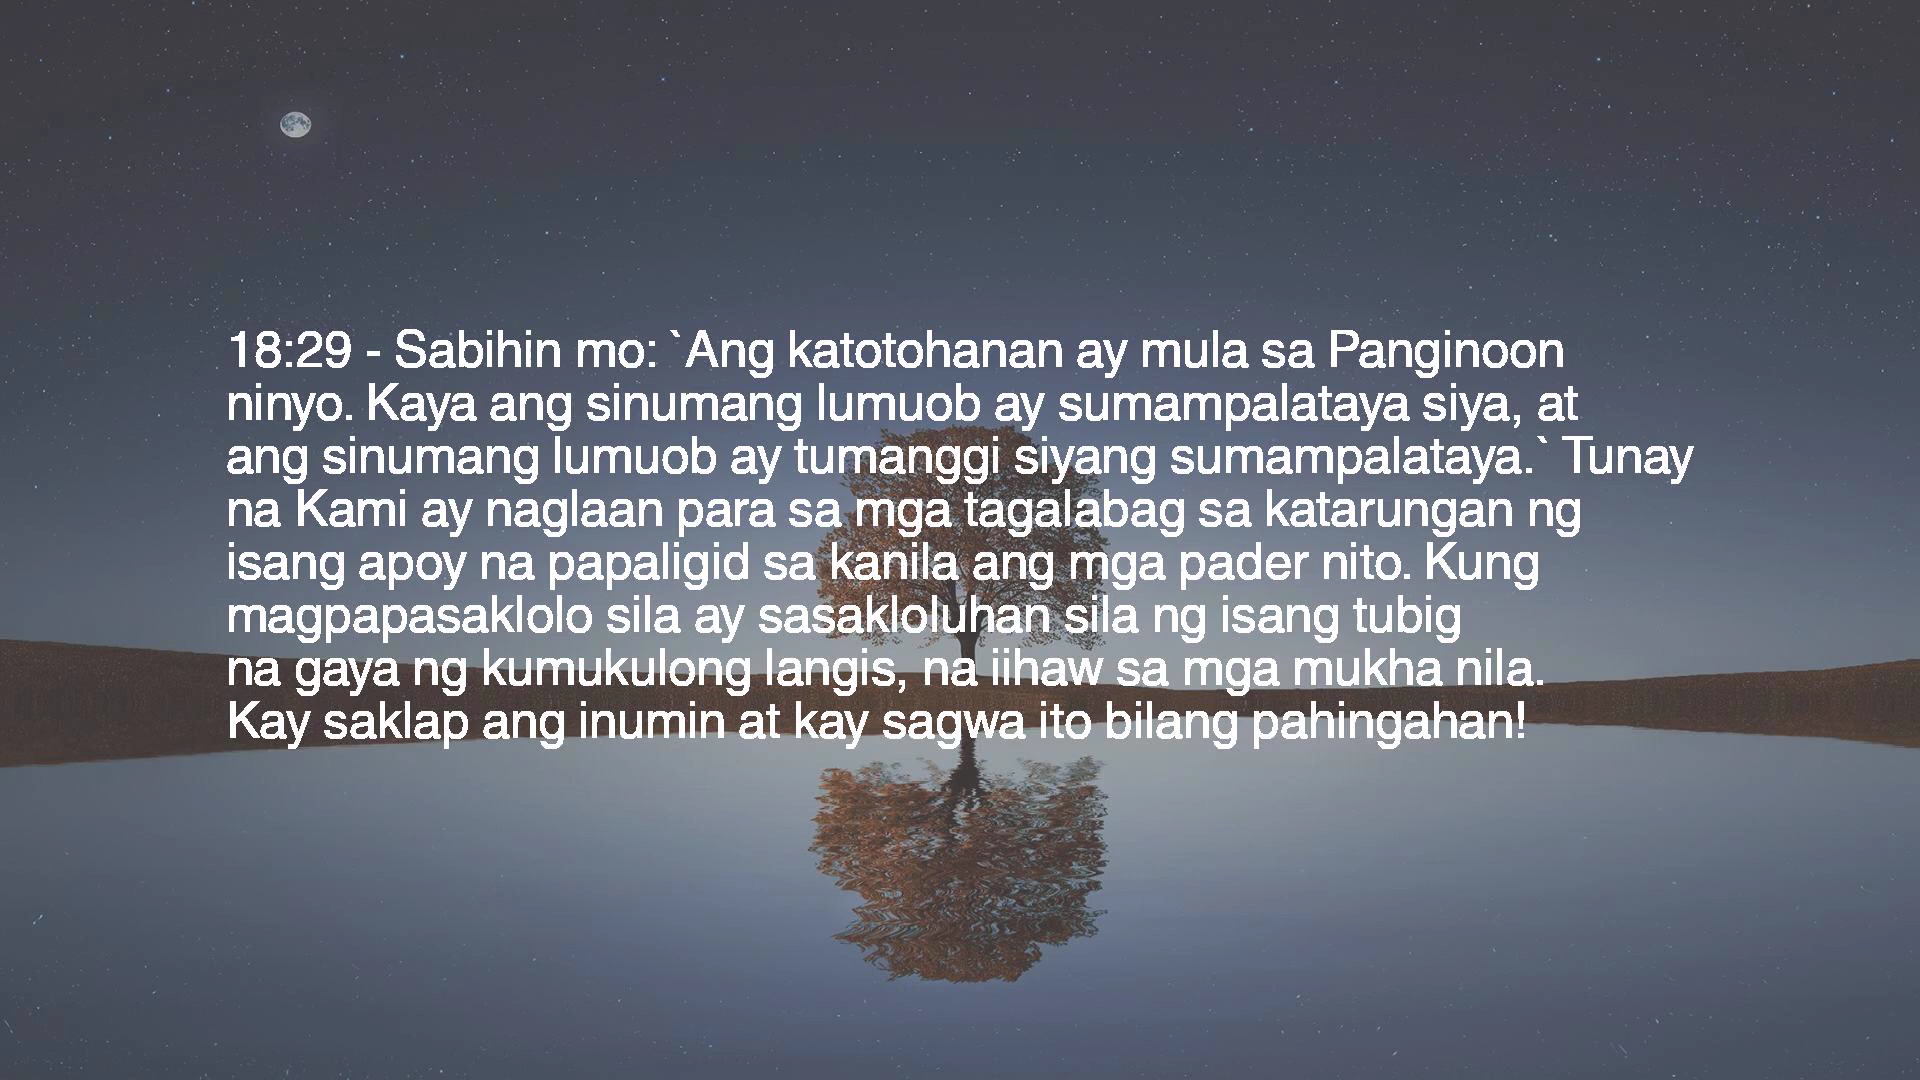 18:29 - Sabihin mo: `Ang katotohanan ay mula sa Panginoon
ninyo. Kaya ang sinumang lumuob ay sumampalataya siya, at
ang sinumang lumuob ay tumanggi siyang sumampalataya.` Tunay
na Kami ay naglaan para sa mga tagalabag sa katarungan ng
isang apoy na papaligid sa kanila ang mga pader nito. Kung
magpapasaklolo sila ay sasakloluhan sila ng isang tubig
na gaya ng kumukulong langis, na iihaw sa mga mukha nila.
Kay saklap ang inumin at kay sagwa ito bilang pahingahan!